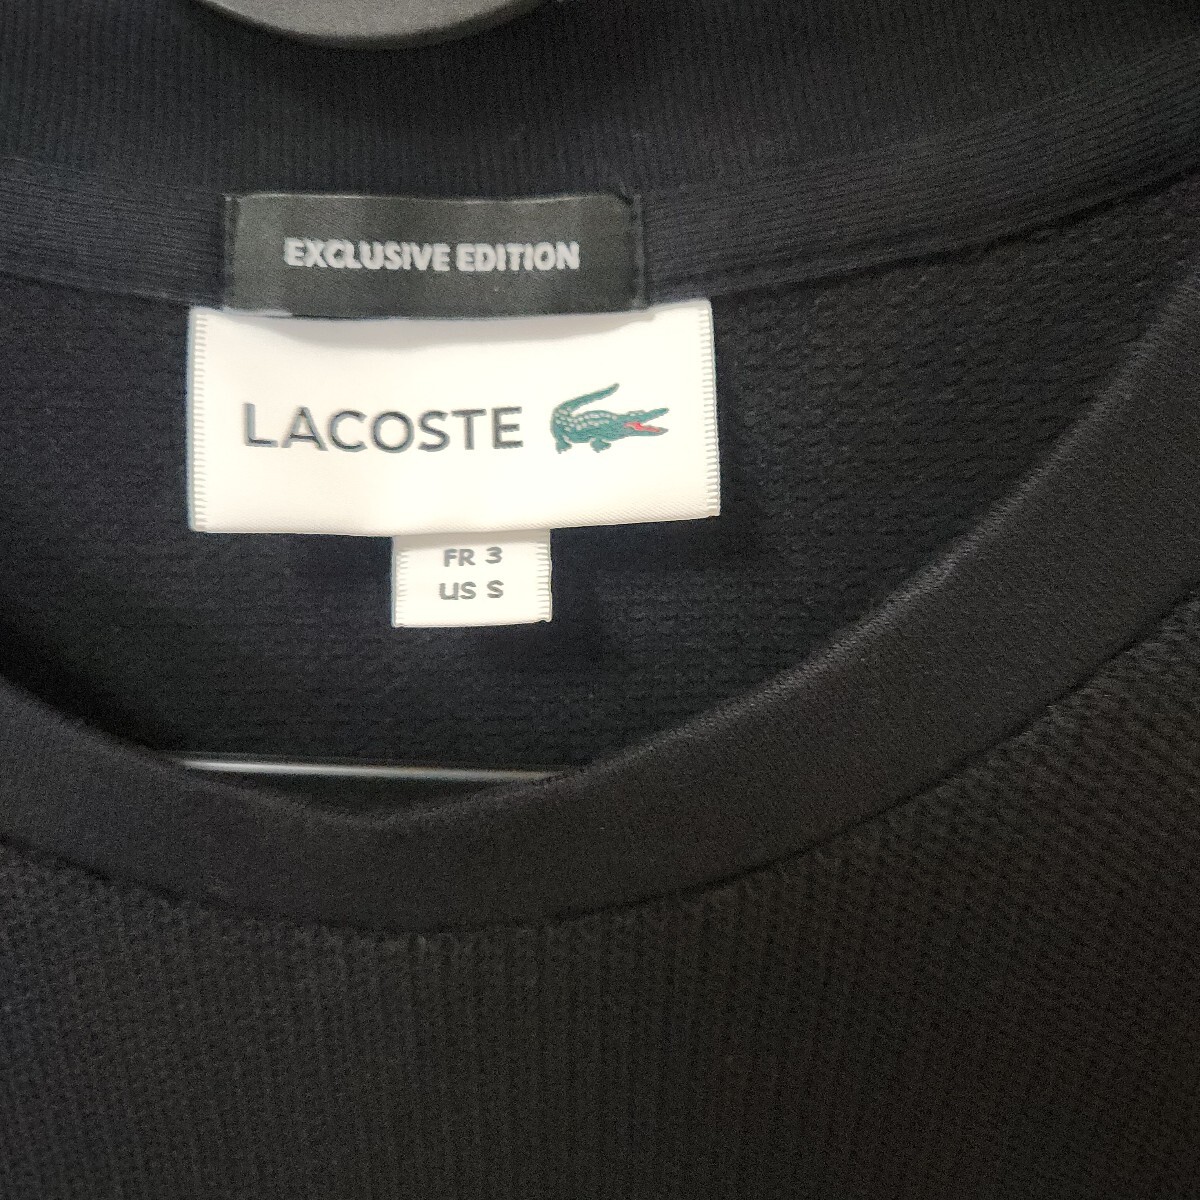 EXCLUSIVE EDITION
LACOSTE
FR 3
US S